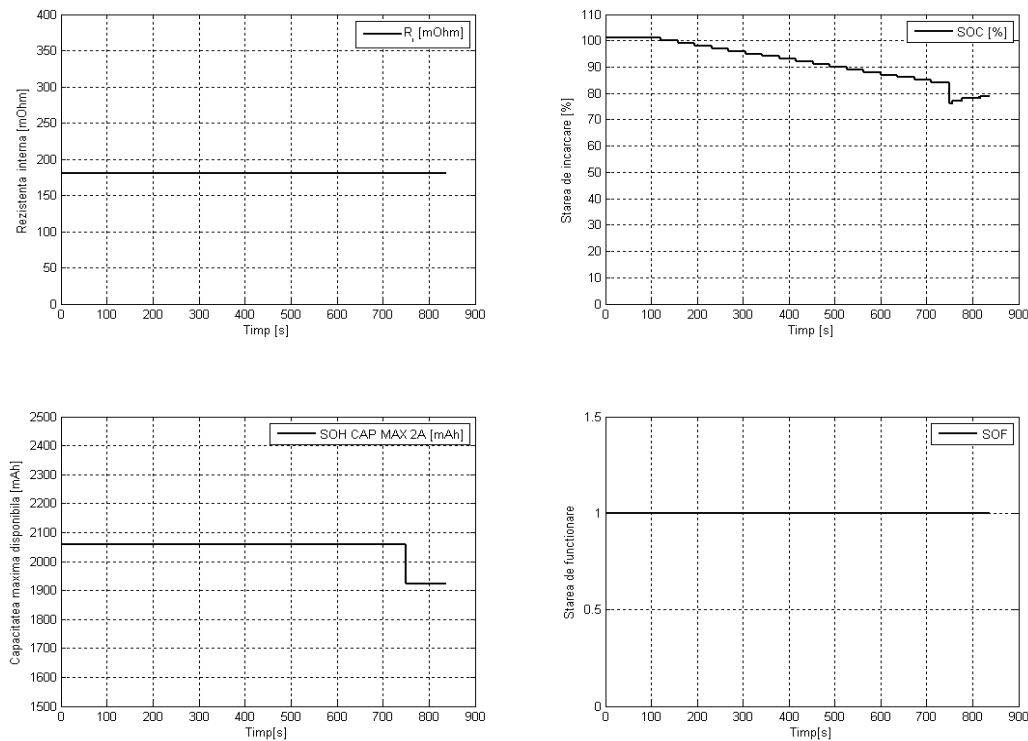 400
350
300
250
200
150
100
50
0
Rezistenta interna [mOhm]
R_i [mOhm]
0 100 200 300 400 500 600 700 800 900
Timp [s]
110
100
90
80
70
60
50
40
30
20
10
0
Starea de incarcare [%]
SOC [%]
0 100 200 300 400 500 600 700 800 900
Timp [s]
2500
2400
2300
2200
2100
2000
1900
1800
1700
1600
1500
Capacitatea maxima disponibila [mAh]
SOH CAP MAX 2A [mAh]
0 100 200 300 400 500 600 700 800 900
Timp[s]
1.5
1
0.5
0
Starea de functionare
SOF
0 100 200 300 400 500 600 700 800 900
Timp[s]